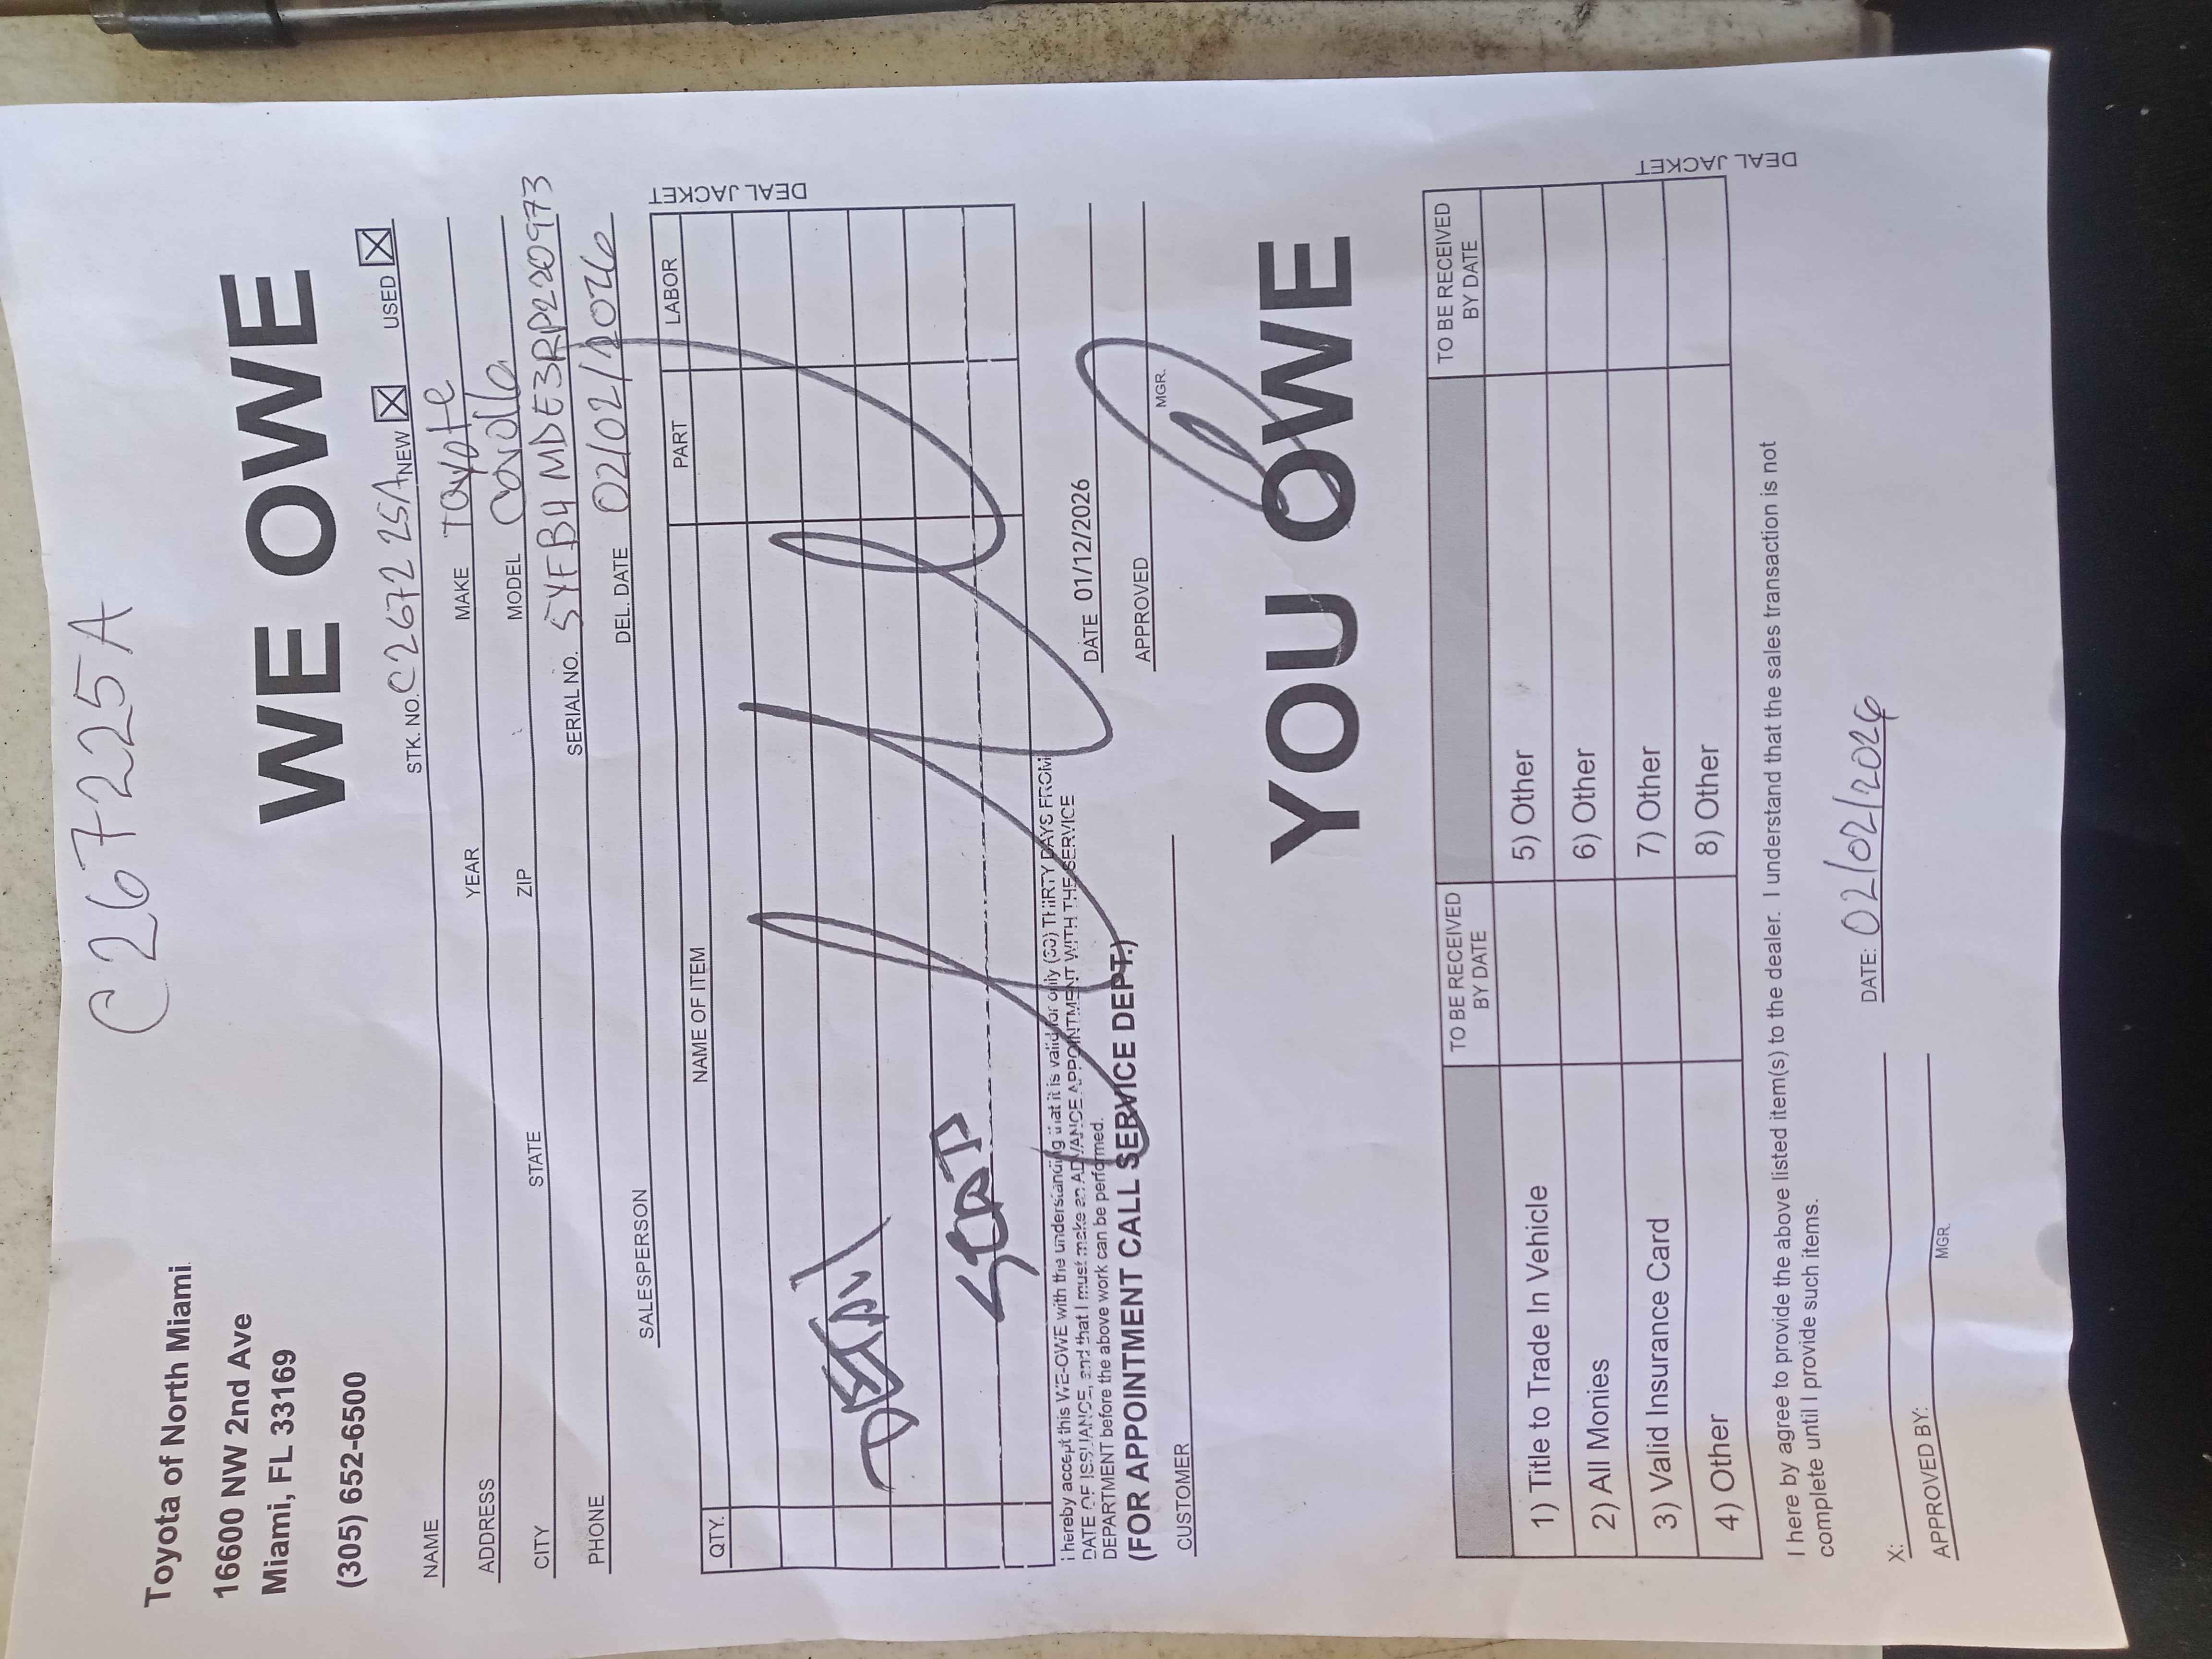 C267225A
Toyota of North Miami
16600 NW 2nd Ave
Miami, FL 33169
(305) 652-6500
WE OWE
STK. NO. C267225A NEW USED
NAME YEAR MAKE Toyota
ADDRESS ZIP MODEL Corolla
CITY STATE SERIAL NO. 5YFB4MDE3RP220973
PHONE DEL. DATE 02/02/2026
SALESPERSON
QTY. NAME OF ITEM PART LABOR
DEAL JACKET
I hereby accept this WE-OWE with the understanding that it is valid for only (30) THIRTY DAYS FROM
DATE OF ISSUANCE, and that I must make an ADVANCE APPOINTMENT WITH THE SERVICE
DEPARTMENT before the above work can be performed.
(FOR APPOINTMENT CALL SERVICE DEPT.)
DATE 01/12/2026
CUSTOMER
APPROVED
MGR.
YOU OWE
TO BE RECEIVED BY DATE
TO BE RECEIVED BY DATE
1) Title to Trade In Vehicle 5) Other
2) All Monies 6) Other
3) Valid Insurance Card 7) Other
4) Other 8) Other
DEAL JACKET
I here by agree to provide the above listed item(s) to the dealer. I understand that the sales transaction is not
complete until I provide such items.
X: DATE: 02/02/2026
APPROVED BY:
MGR.